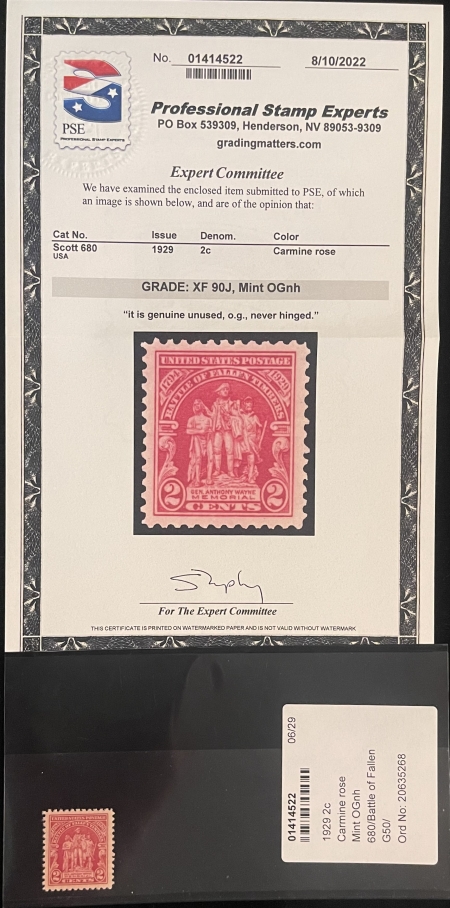 No. 01414522 8/10/2022
PSE
PROFESSIONAL STAMP EXPERTS
Professional Stamp Experts
PO Box 539309, Henderson, NV 89053-9309
gradingmatters.com
Expert Committee
We have examined the enclosed item submitted to PSE, of which
an image is shown below, and are of the opinion that:
Cat No. Issue Denom. Color
Scott 680 1929 2c Carmine rose
USA
GRADE: XF 90J, Mint OGnh
"it is genuine unused, o.g., never hinged."
UNITED STATES POSTAGE
1794 1929
BATTLE OF FALLEN TIMBERS
GEN. ANTHONY WAYNE
MEMORIAL
2 2
CENTS
For The Expert Committee
THIS CERTIFICATE IS PRINTED ON WATERMARKED PAPER AND IS NOT VALID WITHOUT WATERMARK
01414522 06/29
1929 2c
Carmine rose
Mint OGnh
680/Battle of Fallen
G50/
Ord No: 20635268
2 2
CENTS